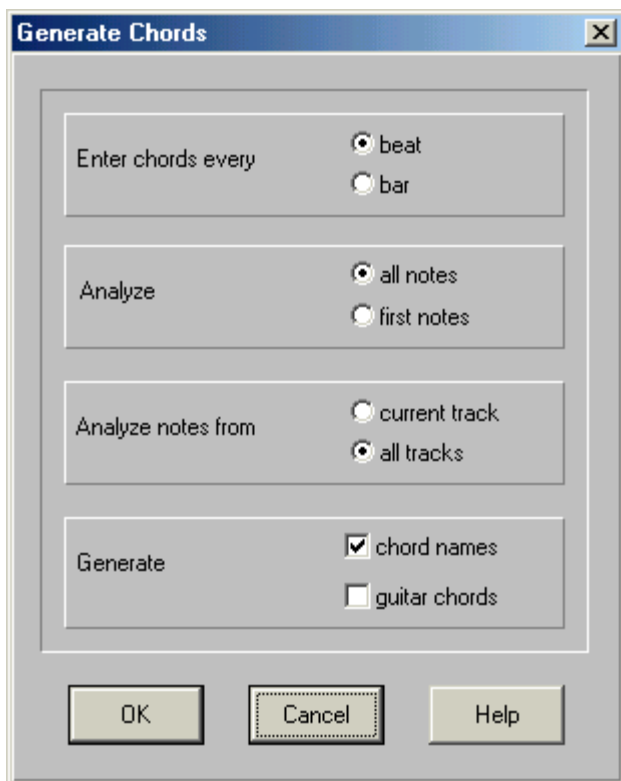 Generate Chords
Enter chords every
beat
bar
Analyze
all notes
first notes
Analyze notes from
current track
all tracks
Generate
chord names
guitar chords
OK Cancel Help